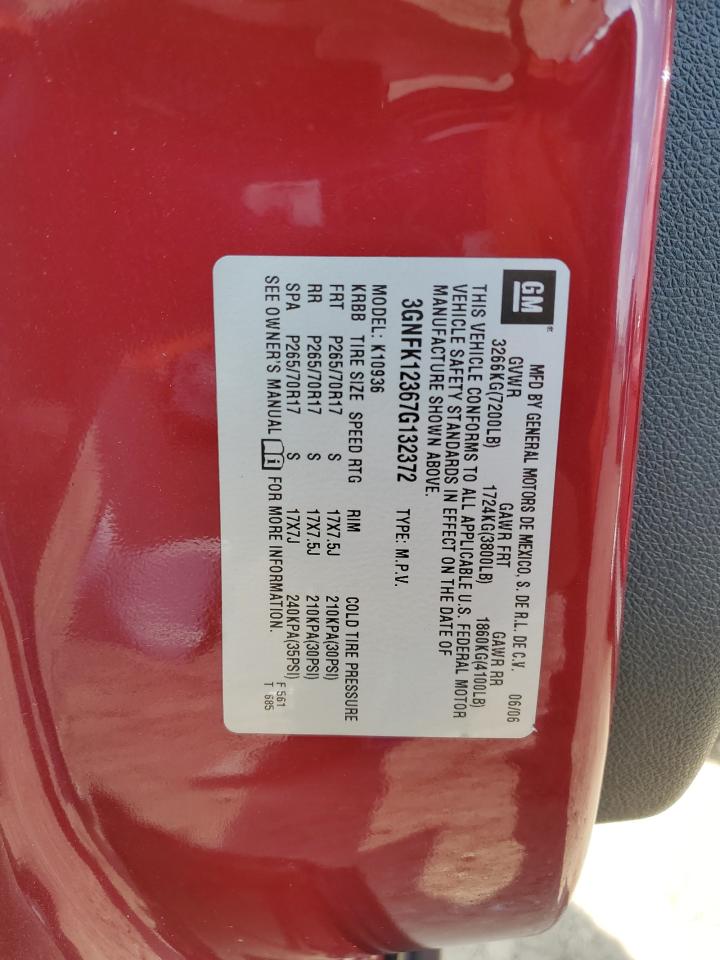 GM
MFD BY GENERAL MOTORS DE MEXICO, S. DE R.L. DE C.V. 06/06
GVWR GAWR FRT GAWR RR
3266KG(7200LB) 1724KG(3800LB) 1860KG(4100LB)
THIS VEHICLE CONFORMS TO ALL APPLICABLE U.S. FEDERAL MOTOR
VEHICLE SAFETY STANDARDS IN EFFECT ON THE DATE OF
MANUFACTURE SHOWN ABOVE.
3GNFK12367G132372 TYPE: M.P.V.
MODEL: K10936
KRBB TIRE SIZE SPEED RTG RIM COLD TIRE PRESSURE
FRT P265/70R17 S 17X7.5J 210KPA(30PSI)
RR P265/70R17 S 17X7.5J 210KPA(30PSI)
SPA P265/70R17 S 17X7J 240KPA(35PSI)
SEE OWNER'S MANUAL FOR MORE INFORMATION.
F 561
T 685